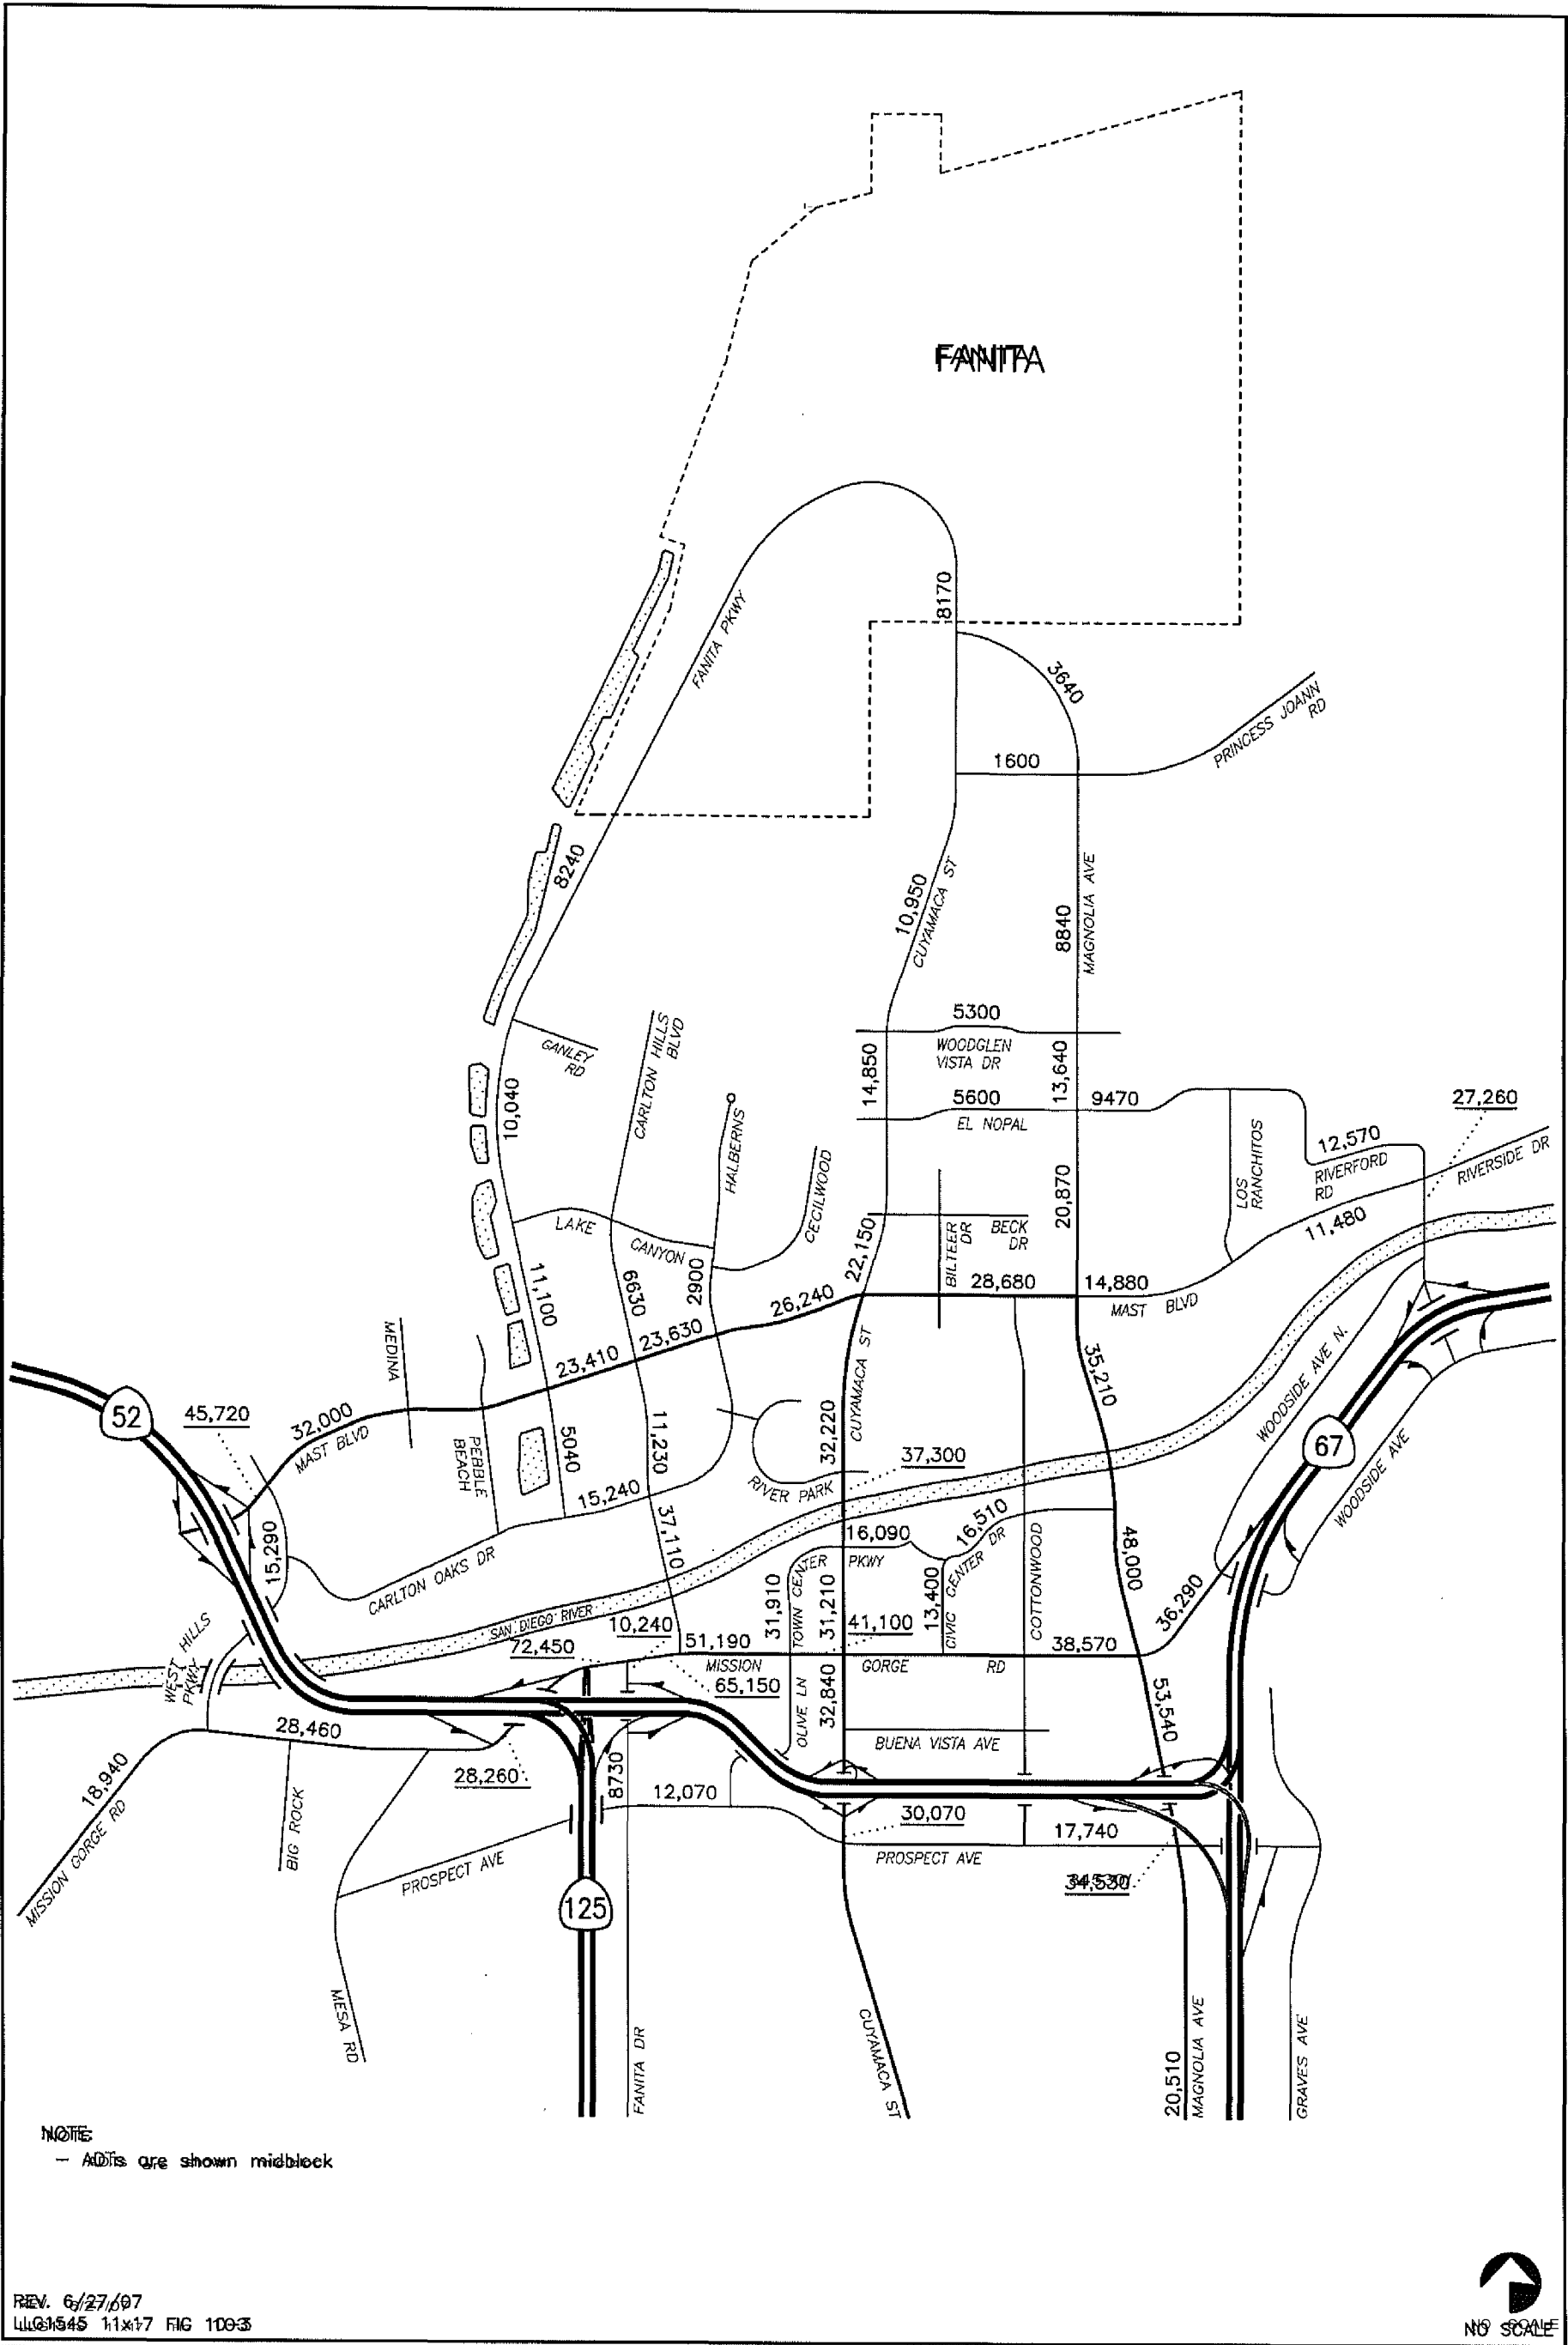 FANITA
8170
FANITA PKWY
3640
PRINCESS JOANN
RD
1600
8240
10,950
CUYAMACA ST
8840
MAGNOLIA AVE
5300
WOODGLEN
VISTA DR
GANLEY
RD
CARLTON HILLS
BLVD
14,850
13,640
10,040
5600
EL NOPAL
9470
27,260
HALBERNS
LOS
RANCHITOS
12,570
RIVERFORD
RD
RIVERSIDE DR
CECILWOOD
20,870
LAKE
CANYON
22,150
BILTEER
DR
BECK
DR
11,480
11,100
6630
2900
26,240
28,680
14,880
MAST BLVD
MEDINA
23,410
23,630
CUYAMACA ST
35,210
WOODSIDE AVE N.
52
45,720
32,000
MAST BLVD
PEBBLE
BEACH
5040
11,230
32,220
37,300
67
WOODSIDE AVE
RIVER PARK
15,240
37,110
15,290
CARLTON OAKS DR
16,090
16,510
TOWN CENTER
PKWY
31,910
31,210
13,400
CIVIC CENTER DR
COTTONWOOD
48,000
36,290
WEST HILLS
PKWY
SAN DIEGO RIVER
10,240
72,450
51,190
41,100
38,570
MISSION
GORGE
RD
65,150
OLIVE LN
32,840
53,540
28,460
BUENA VISTA AVE
18,940
MISSION GORGE RD
28,260
8730
12,070
30,070
17,740
BIG ROCK
PROSPECT AVE
PROSPECT AVE
34,530
125
MESA RD
FANITA DR
CUYAMACA ST
20,510
MAGNOLIA AVE
GRAVES AVE
NOTE:
- ADTs are shown midblock
REV. 6/27/07
LLG1545 11x17 FIG 10-3
NO SCALE